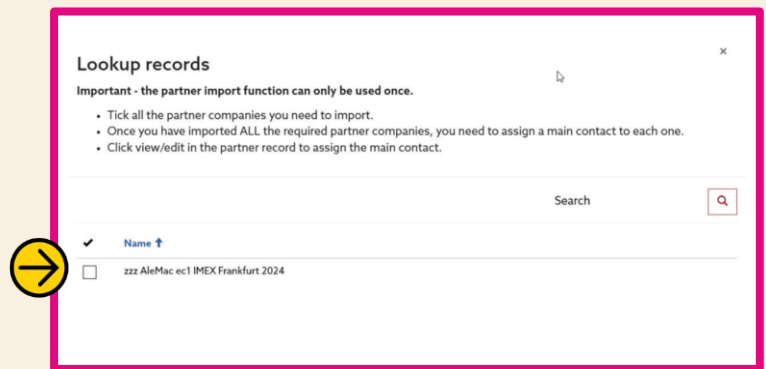 Lookup records
Important - the partner import function can only be used once.
• Tick all the partner companies you need to import.
• Once you have imported ALL the required partner companies, you need to assign a main contact to each one.
• Click view/edit in the partner record to assign the main contact.
Search
Name
zzz AleMac ec1 IMEX Frankfurt 2024